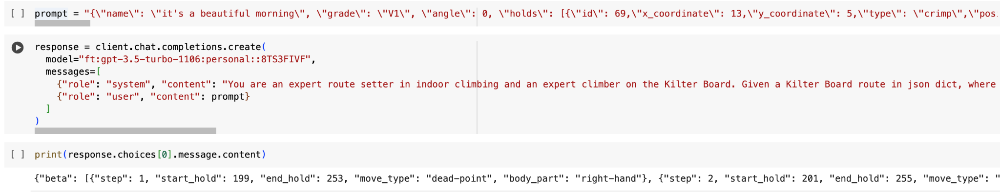 [ ] prompt = "{\"name\": \"it's a beautiful morning\", \"grade\": \"V1\", \"angle\": 0, \"holds\": [{\"id\": 69,\"x_coordinate\": 13,\"y_coordinate\": 5,\"type\": \"crimp\",\"pos
response = client.chat.completions.create(
model="ft:gpt-3.5-turbo-1106:personal::8TS3FIVF",
messages=[
{"role": "system", "content": "You are an expert route setter in indoor climbing and an expert climber on the Kilter Board. Given a Kilter Board route in json dict, where
{"role": "user", "content": prompt}
]
)
[ ] print(response.choices[0].message.content)
{"beta": [{"step": 1, "start_hold": 199, "end_hold": 253, "move_type": "dead-point", "body_part": "right-hand"}, {"step": 2, "start_hold": 201, "end_hold": 255, "move_type": "